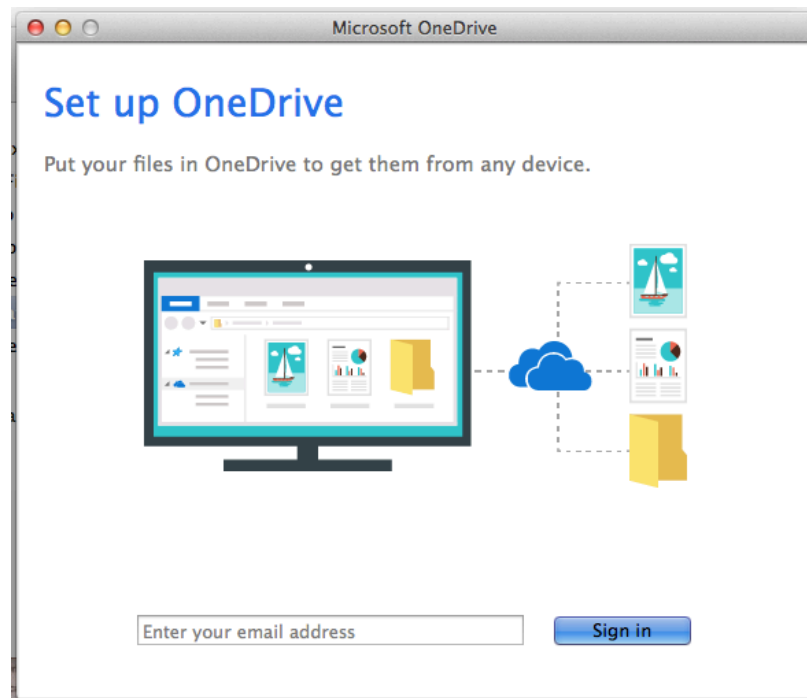 Microsoft OneDrive
Set up OneDrive
Put your files in OneDrive to get them from any device.
Enter your email address
Sign in